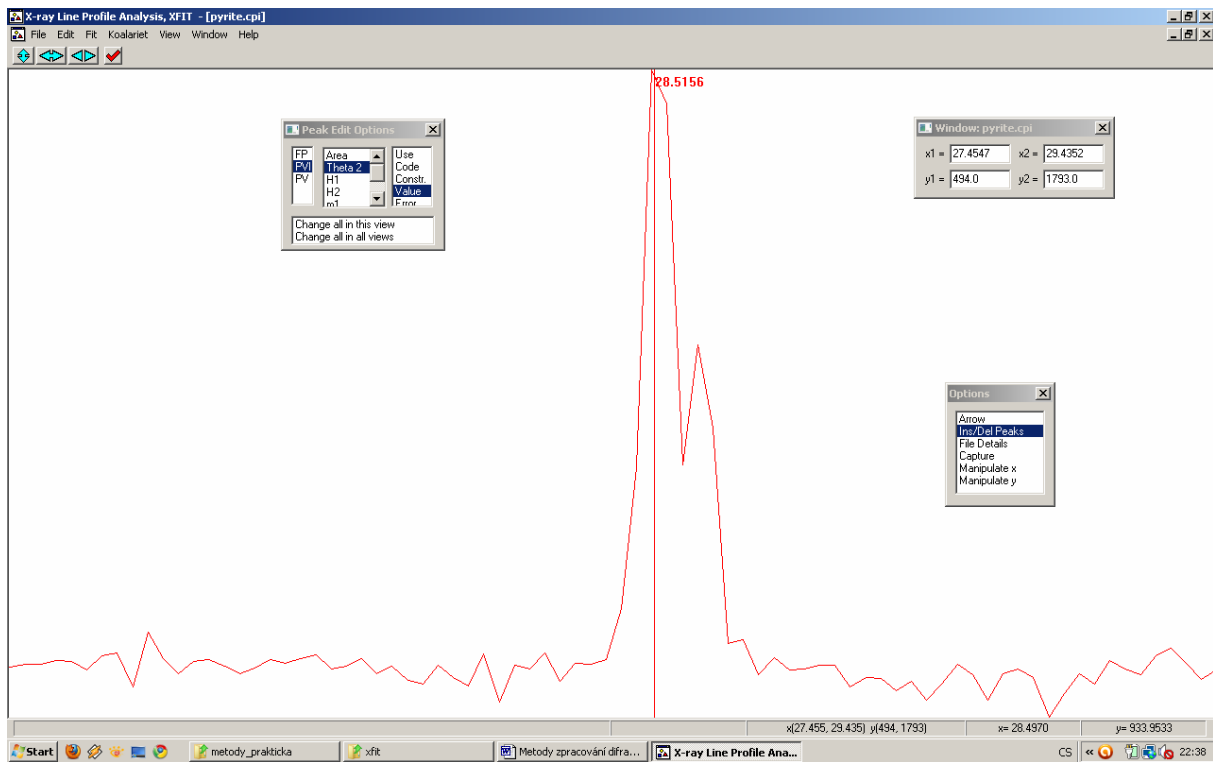 X-ray Line Profile Analysis, XFIT - [pyrite.cpi]
File Edit Fit Koalariet View Window Help
28.5156
Peak Edit Options
FP
PVII
PV
Area
Theta 2
H1
H2
m1
Use
Code
Constr.
Value
Error
Change all in this view
Change all in all views
Window: pyrite.cpi
x1 = 27.4547 x2 = 29.4352
y1 = 494.0 y2 = 1793.0
Options
Arrow
Ins/Del Peaks
File Details
Capture
Manipulate x
Manipulate y
x(27.455, 29.435) y(494, 1793) x= 28.4970 y= 933.9533
Start metody_prakticka xfit Metody zpracování difra... X-ray Line Profile Ana... CS « 22:36